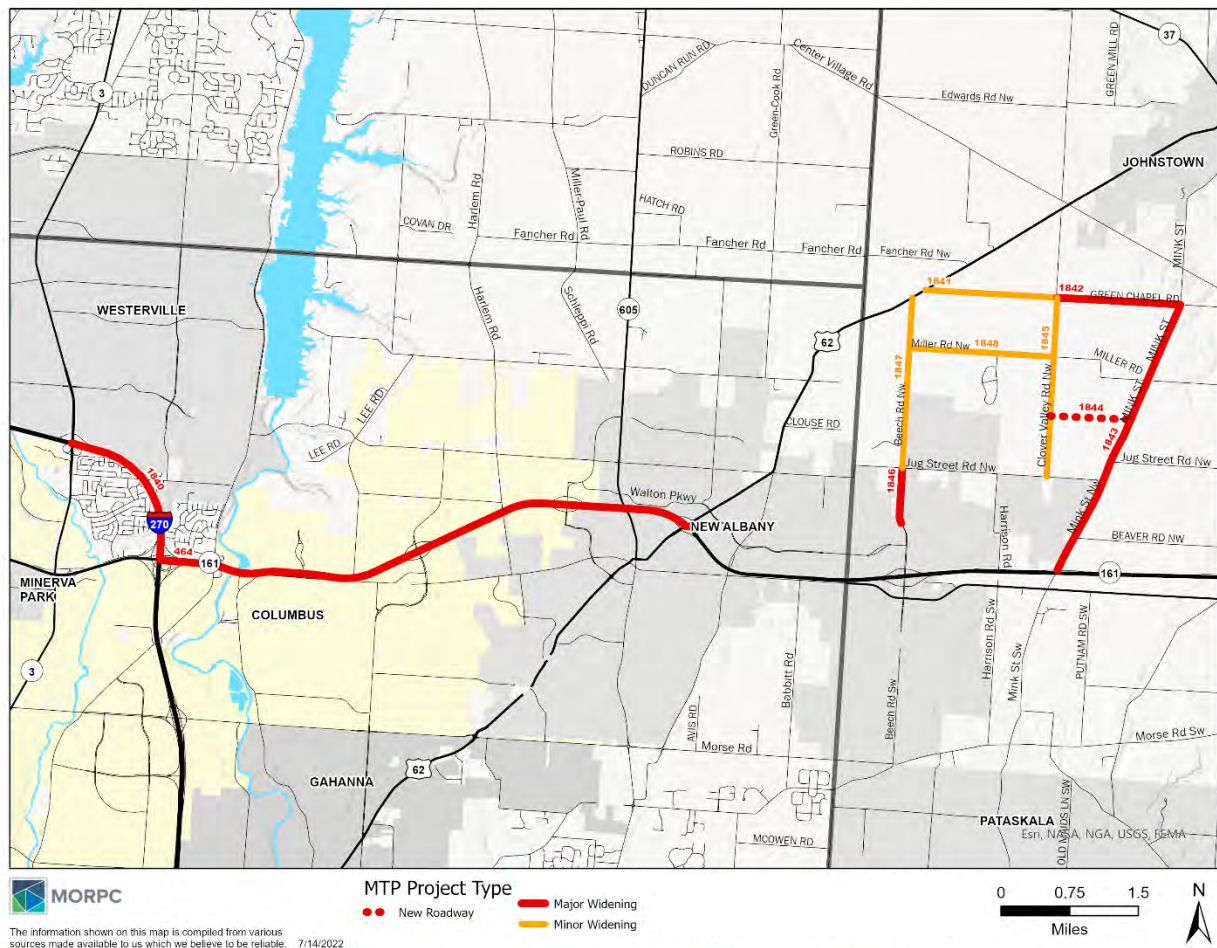 37
GREEN MILL RD
DUNCAN RUN RD
Center Village Rd
Green-Cook Rd
3
Edwards Rd Nw
ROBINS RD
JOHNSTOWN
Harlem Rd
Miller-Paul Rd
HATCH RD
COVAN DR
Fancher Rd
Fancher Rd
Fancher Rd
Fancher Rd Nw
MINK ST
1841
1842
GREEN CHAPEL RD
Harlem Rd
Schleppi Rd
605
WESTERVILLE
62
1845
MINK ST
Miller Rd Nw
1848
MILLER RD
1847
LEE RD
Beech Rd Nw
Clover Valley Rd Nw
1844
MINK ST
CLOUSE RD
LEE RD
1843
Jug Street Rd Nw
Jug Street Rd Nw
1840
1846
Walton Pkwy
270
NEW ALBANY
Harrison Rd
Mink St Nw
BEAVER RD NW
464
161
161
MINERVA
PARK
COLUMBUS
Harrison Rd Sw
Mink St Sw
PUTNAM RD SW
3
Babbitt Rd
Beech Rd Sw
AVIS RD
Morse Rd
Morse Rd Sw
62
GAHANNA
PATASKALA
Esri, NASA, NGA, USGS, FEMA
MCOWEN RD
MORPC
The information shown on this map is compiled from various
sources made available to us which we believe to be reliable. 7/14/2022
MTP Project Type
New Roadway
Major Widening
Minor Widening
0 0.75 1.5
Miles
N